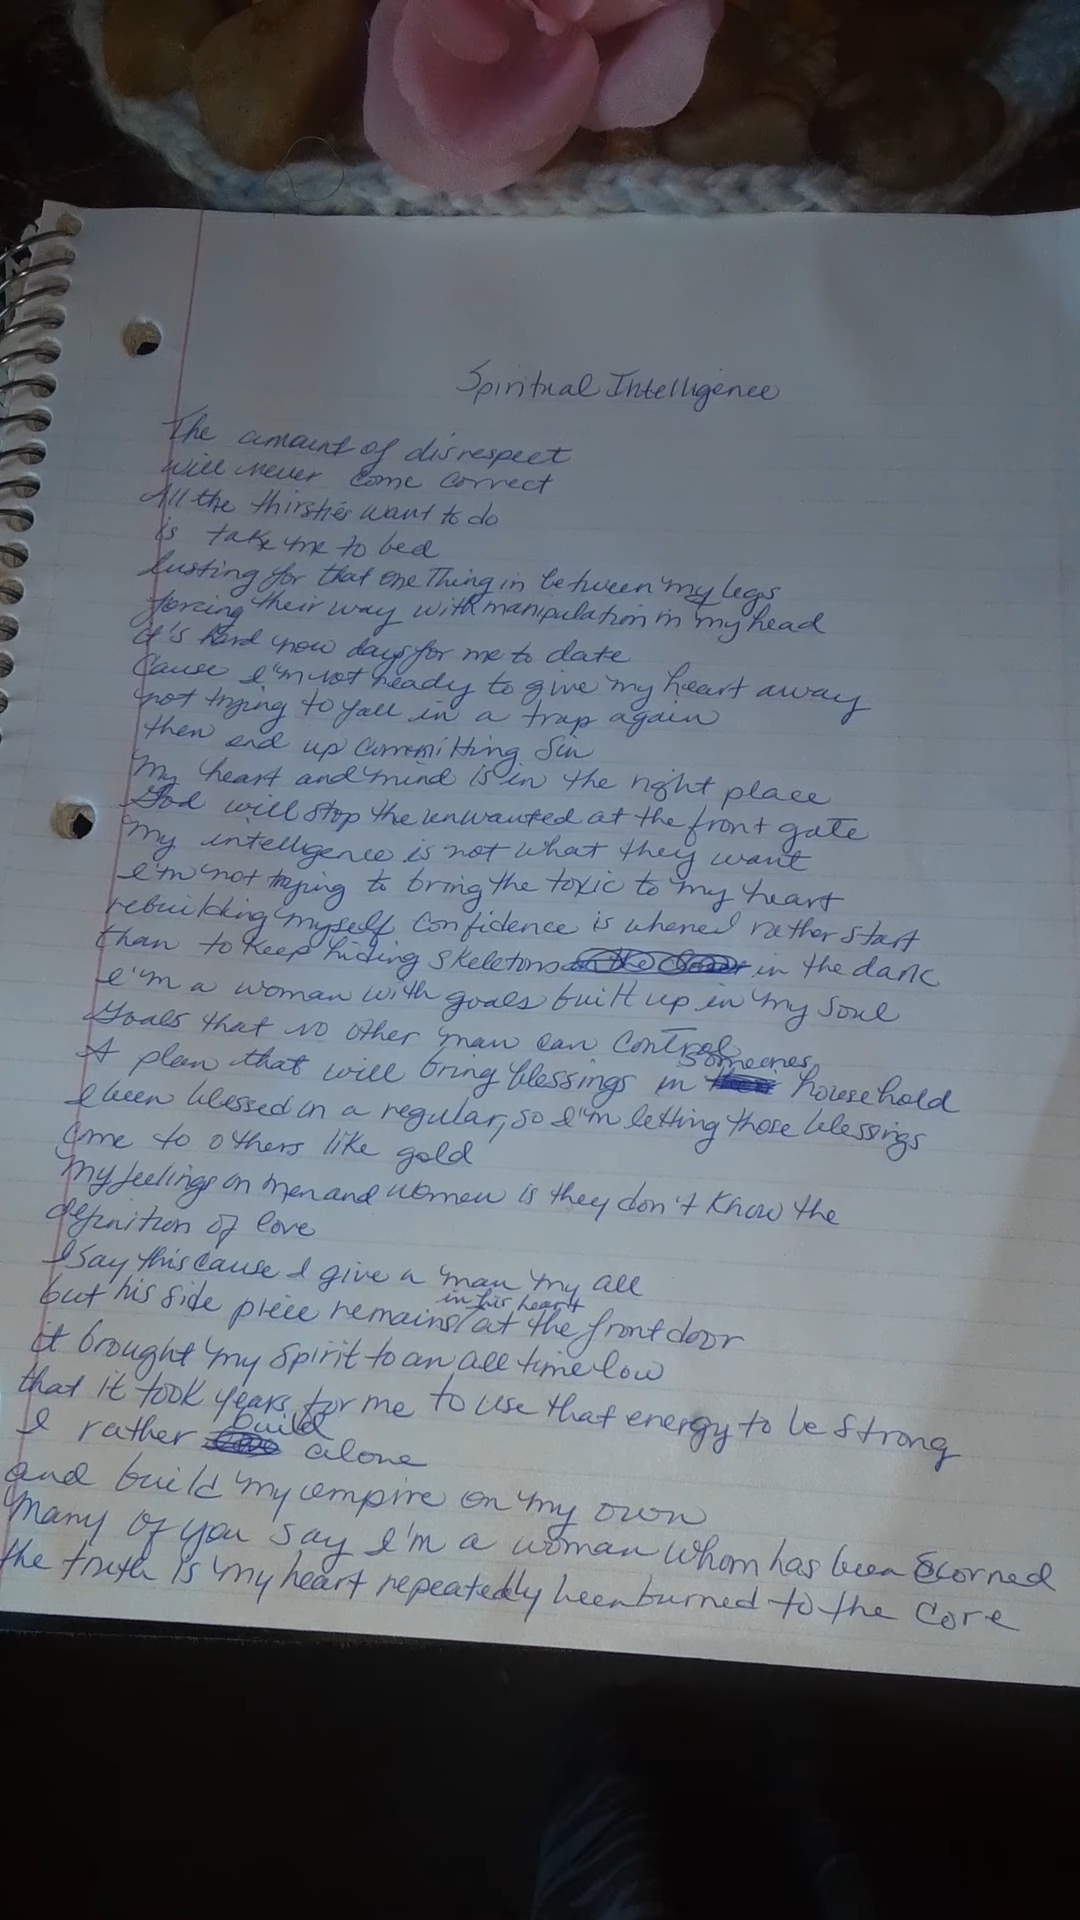 Spiritual Intelligence
The amount of disrespect
will never come correct
All the thirsties want to do
is take me to bed
lusting for that one Thing in between my legs
forcing their way with manipulation in my head
it's hard now days for me to date
Cause I'm not ready to give my heart away
not trying to fall in a trap again
then end up committing Sin
My heart and mind is in the right place
God will stop the unwanted at the front gate
My intelligence is not what they want
I'm not trying to bring the toxic to my heart
rebuilding myself confidence is where I rather start
than to keep hiding skeletons in the dark
I'm a woman with goals built up in my soul
Goals that no other man can control
A plan that will bring blessings in someones household
I been blessed on a regular, so I'm letting those blessings
come to others like gold
My feelings on men and women is they don't know the
definition of love
I say this cause I give a man my all
but his side piece remains in his heart at the front door
it brought my spirit to an all time low
that it took years for me to use that energy to be strong
I rather build alone
and build my empire on my own
Many of you say I'm a woman whom has been scorned
the truth is my heart repeatedly been burned to the core